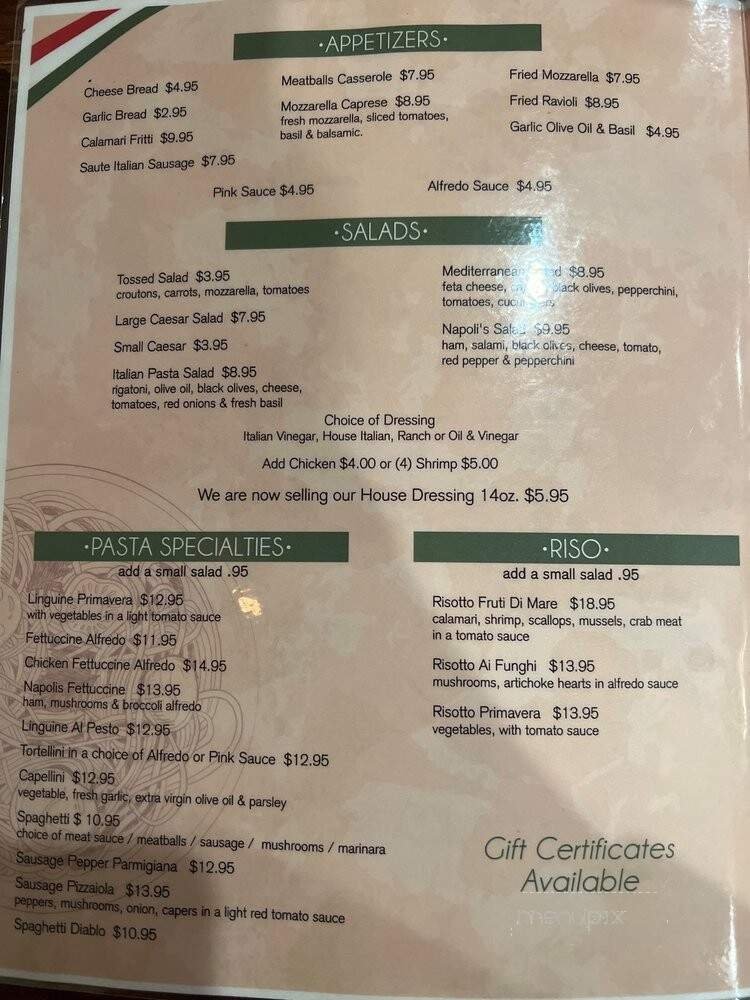 ·APPETIZERS·
Cheese Bread $4.95
Garlic Bread $2.95
Calamari Fritti $9.95
Saute Italian Sausage $7.95
Meatballs Casserole $7.95
Mozzarella Caprese $8.95
fresh mozzarella, sliced tomatoes,
basil & balsamic.
Fried Mozzarella $7.95
Fried Ravioli $8.95
Garlic Olive Oil & Basil $4.95
Pink Sauce $4.95
Alfredo Sauce $4.95
·SALADS·
Tossed Salad $3.95
croutons, carrots, mozzarella, tomatoes
Large Caesar Salad $7.95
Small Caesar $3.95
Italian Pasta Salad $8.95
rigatoni, olive oil, black olives, cheese,
tomatoes, red onions & fresh basil
Mediterranean $8.95
feta cheese, black olives, pepperchini,
tomatoes,
Napoli's Salad $9.95
ham, salami, black olives, cheese, tomato,
red pepper & pepperchini
Choice of Dressing
Italian Vinegar, House Italian, Ranch or Oil & Vinegar
Add Chicken $4.00 or (4) Shrimp $5.00
We are now selling our House Dressing 14oz. $5.95
·PASTA SPECIALTIES·
add a small salad .95
Linguine Primavera $12.95
with vegetables in a light tomato sauce
Fettuccine Alfredo $11.95
Chicken Fettuccine Alfredo $14.95
Napolis Fettuccine $13.95
ham, mushrooms & broccoli alfredo
Linguine Al Pesto $12.95
Tortellini in a choice of Alfredo or Pink Sauce $12.95
Capellini $12.95
vegetable, fresh garlic, extra virgin olive oil & parsley
Spaghetti $ 10.95
choice of meat sauce / meatballs / sausage / mushrooms / marinara
Sausage Pepper Parmigiana $12.95
Sausage Pizzaiola $13.95
peppers, mushrooms, onion, capers in a light red tomato sauce
Spaghetti Diablo $10.95
·RISO·
add a small salad .95
Risotto Fruti Di Mare $18.95
calamari, shrimp, scallops, mussels, crab meat
in a tomato sauce
Risotto Ai Funghi $13.95
mushrooms, artichoke hearts in alfredo sauce
Risotto Primavera $13.95
vegetables, with tomato sauce
Gift Certificates
Available